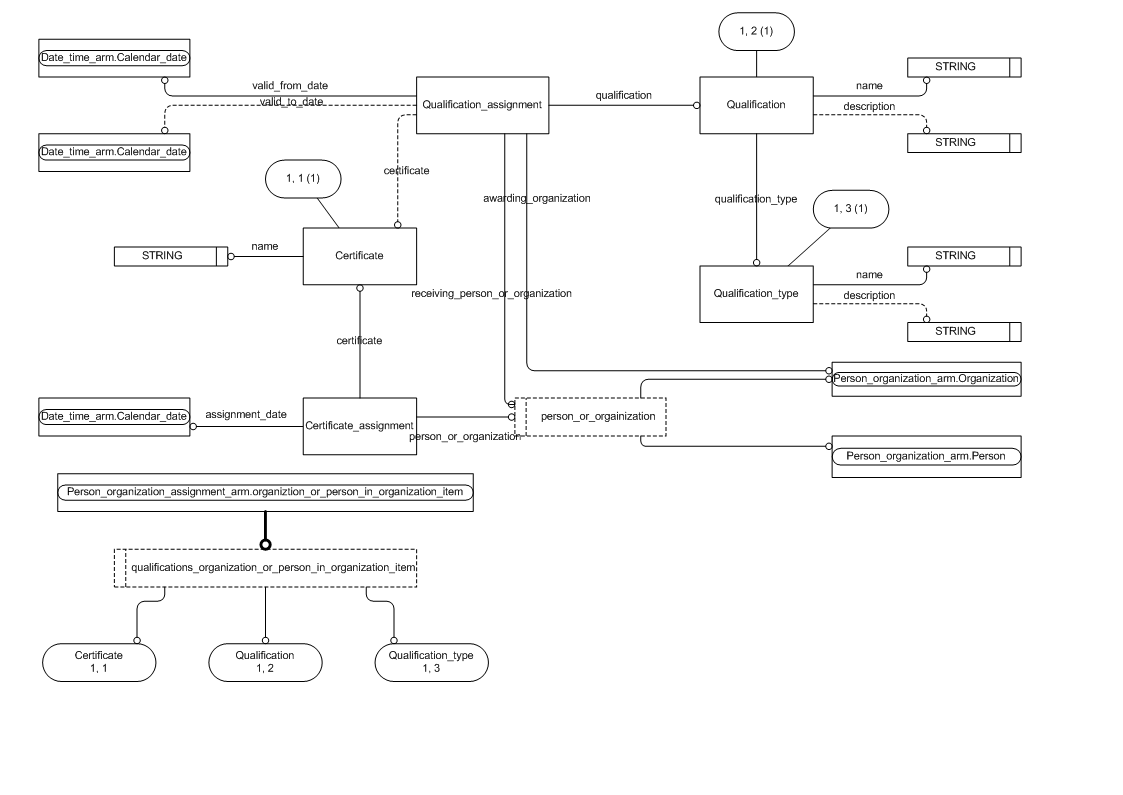 1, 2 (1)
Date_time_arm.Calendar_date
STRING
valid_from_date
name
qualification
valid_to_date
Qualification_assignment
Qualification
description
STRING
Date_time_arm.Calendar_date
certificate
1, 1 (1)
awarding_organization
qualification_type
1, 3 (1)
name
STRING
Certificate
STRING
name
receiving_person_or_organization
Qualification_type
description
STRING
certificate
Person_organization_arm.Organization
Date_time_arm.Calendar_date
assignment_date
Certificate_assignment
person_or_orgainization
person_or_organization
Person_organization_arm.Person
Person_organization_assignment_arm.organiztion_or_person_in_organization_item
qualifications_organization_or_person_in_organization_item
Certificate
1, 1
Qualification
1, 2
Qualification_type
1, 3